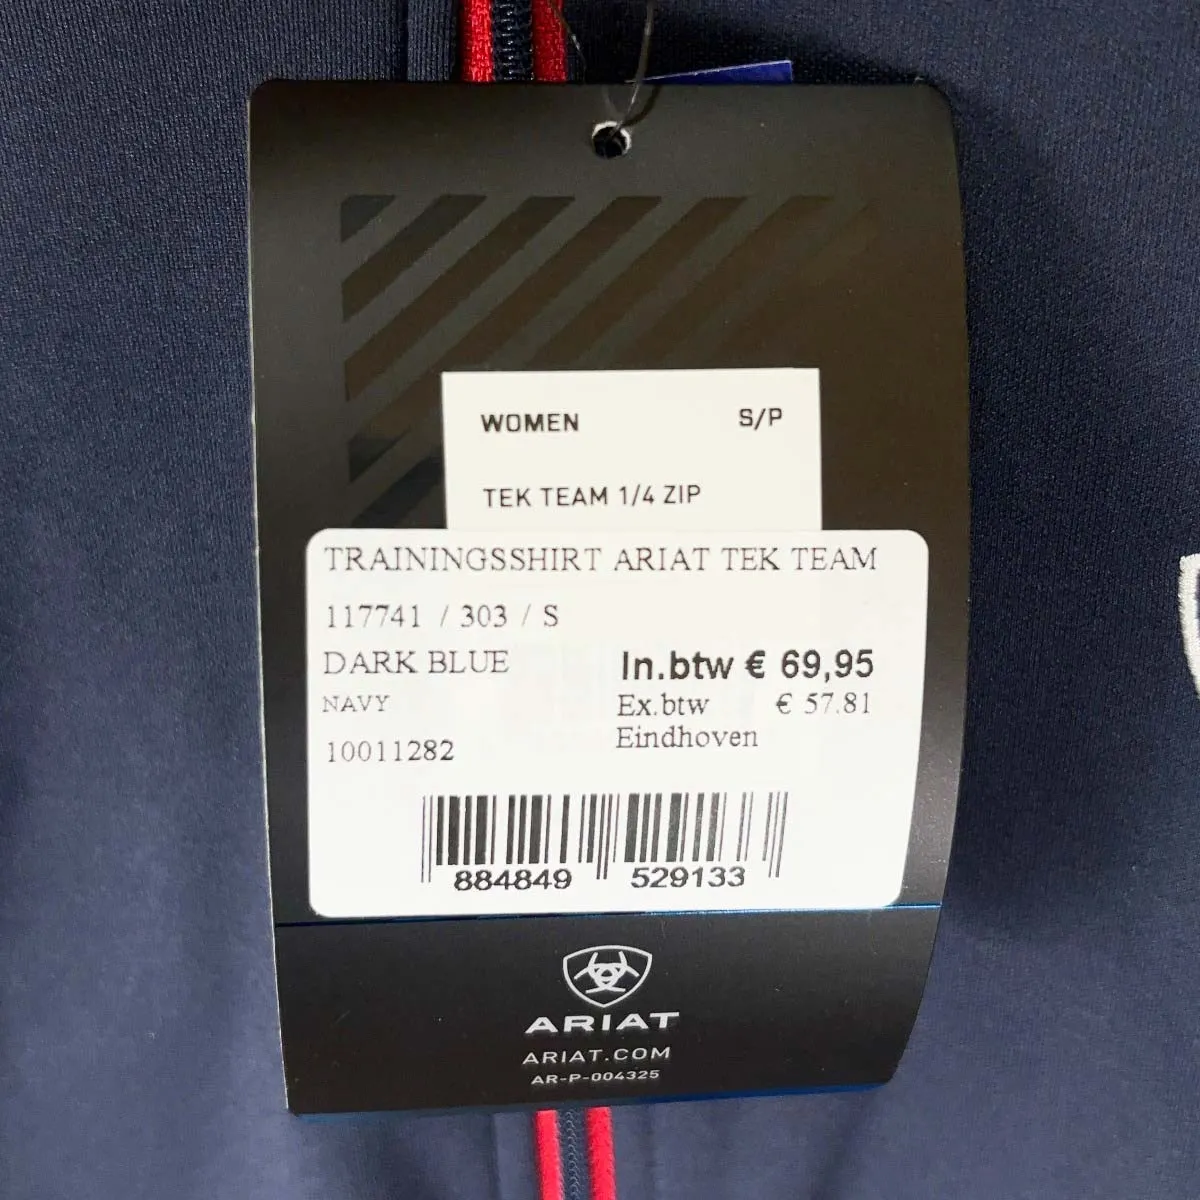 WOMEN S/P
TEK TEAM 1/4 ZIP
TRAININGSSHIRT ARIAT TEK TEAM
117741 / 303 / S
DARK BLUE In.btw € 69,95
NAVY Ex.btw € 57.81
Eindhoven
10011282
884849 529133
ARIAT
ARIAT.COM
AR-P-004325